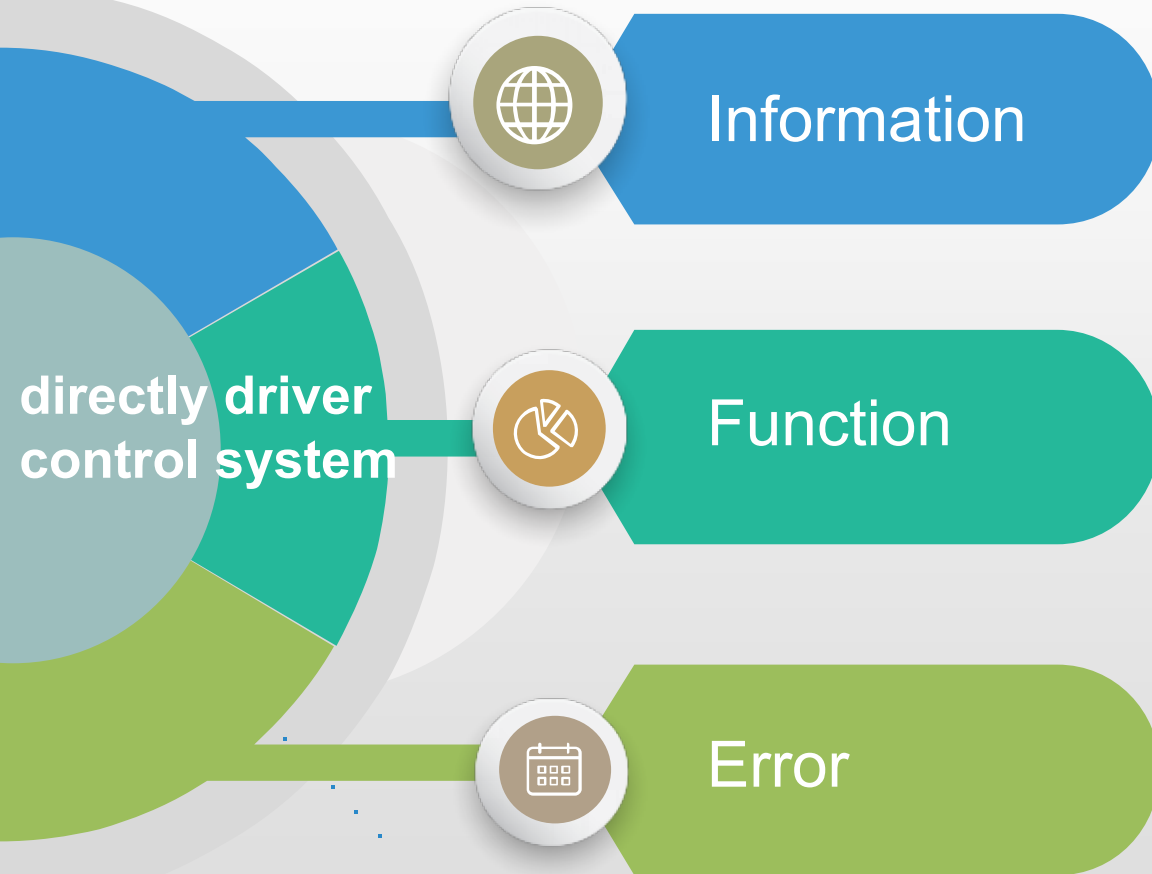 Information
directly driver
control system
Function
Error